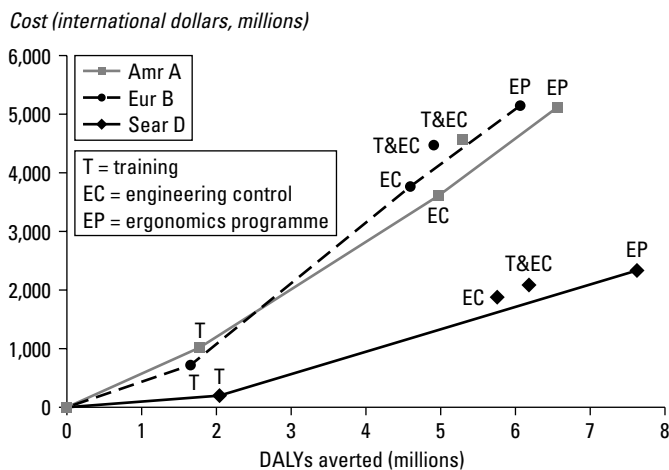 Cost (international dollars, millions)
6,000
5,000
4,000
3,000
2,000
1,000
0
Amr A
Eur B
Sear D
T = training
EC = engineering control
EP = ergonomics programme
EP
EP
T&EC
T&EC
EC
EC
T&EC
EP
EC
T
T
T
0 1 2 3 4 5 6 7 8
DALYs averted (millions)